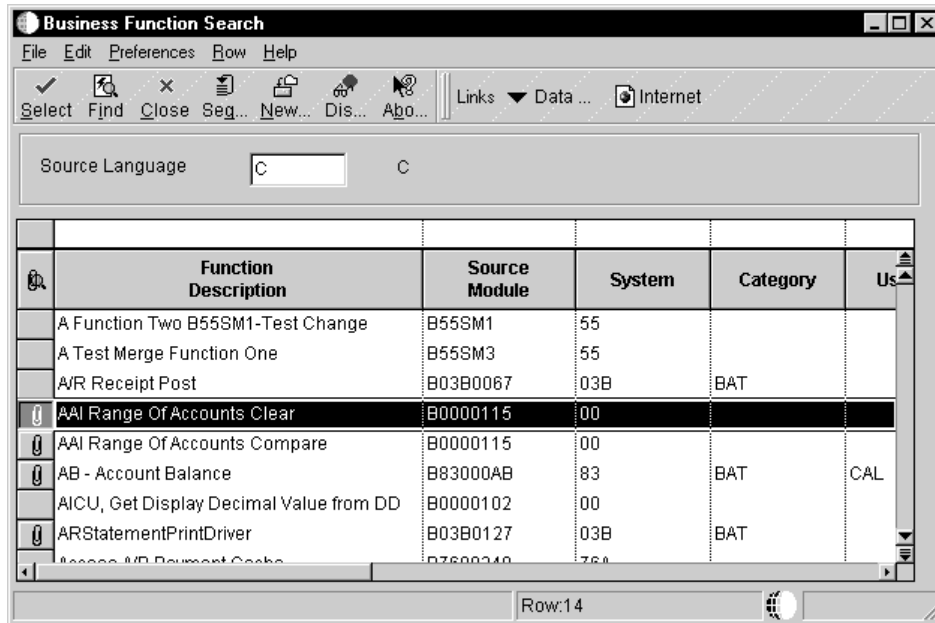 Business Function Search
File Edit Preferences Row Help
Select Find Close Seq... New... Dis... Abo... Links Data ... Internet
Source Language C C
Function Description Source Module System Category Us
A Function Two B55SM1-Test Change B55SM1 55
A Test Merge Function One B55SM3 55
A/R Receipt Post B03B0067 03B BAT
AAI Range Of Accounts Clear B0000115 00
AAI Range Of Accounts Compare B0000115 00
AB - Account Balance B83000AB 83 BAT CAL
AICU, Get Display Decimal Value from DD B0000102 00
ARStatementPrintDriver B03B0127 03B BAT
Row:14